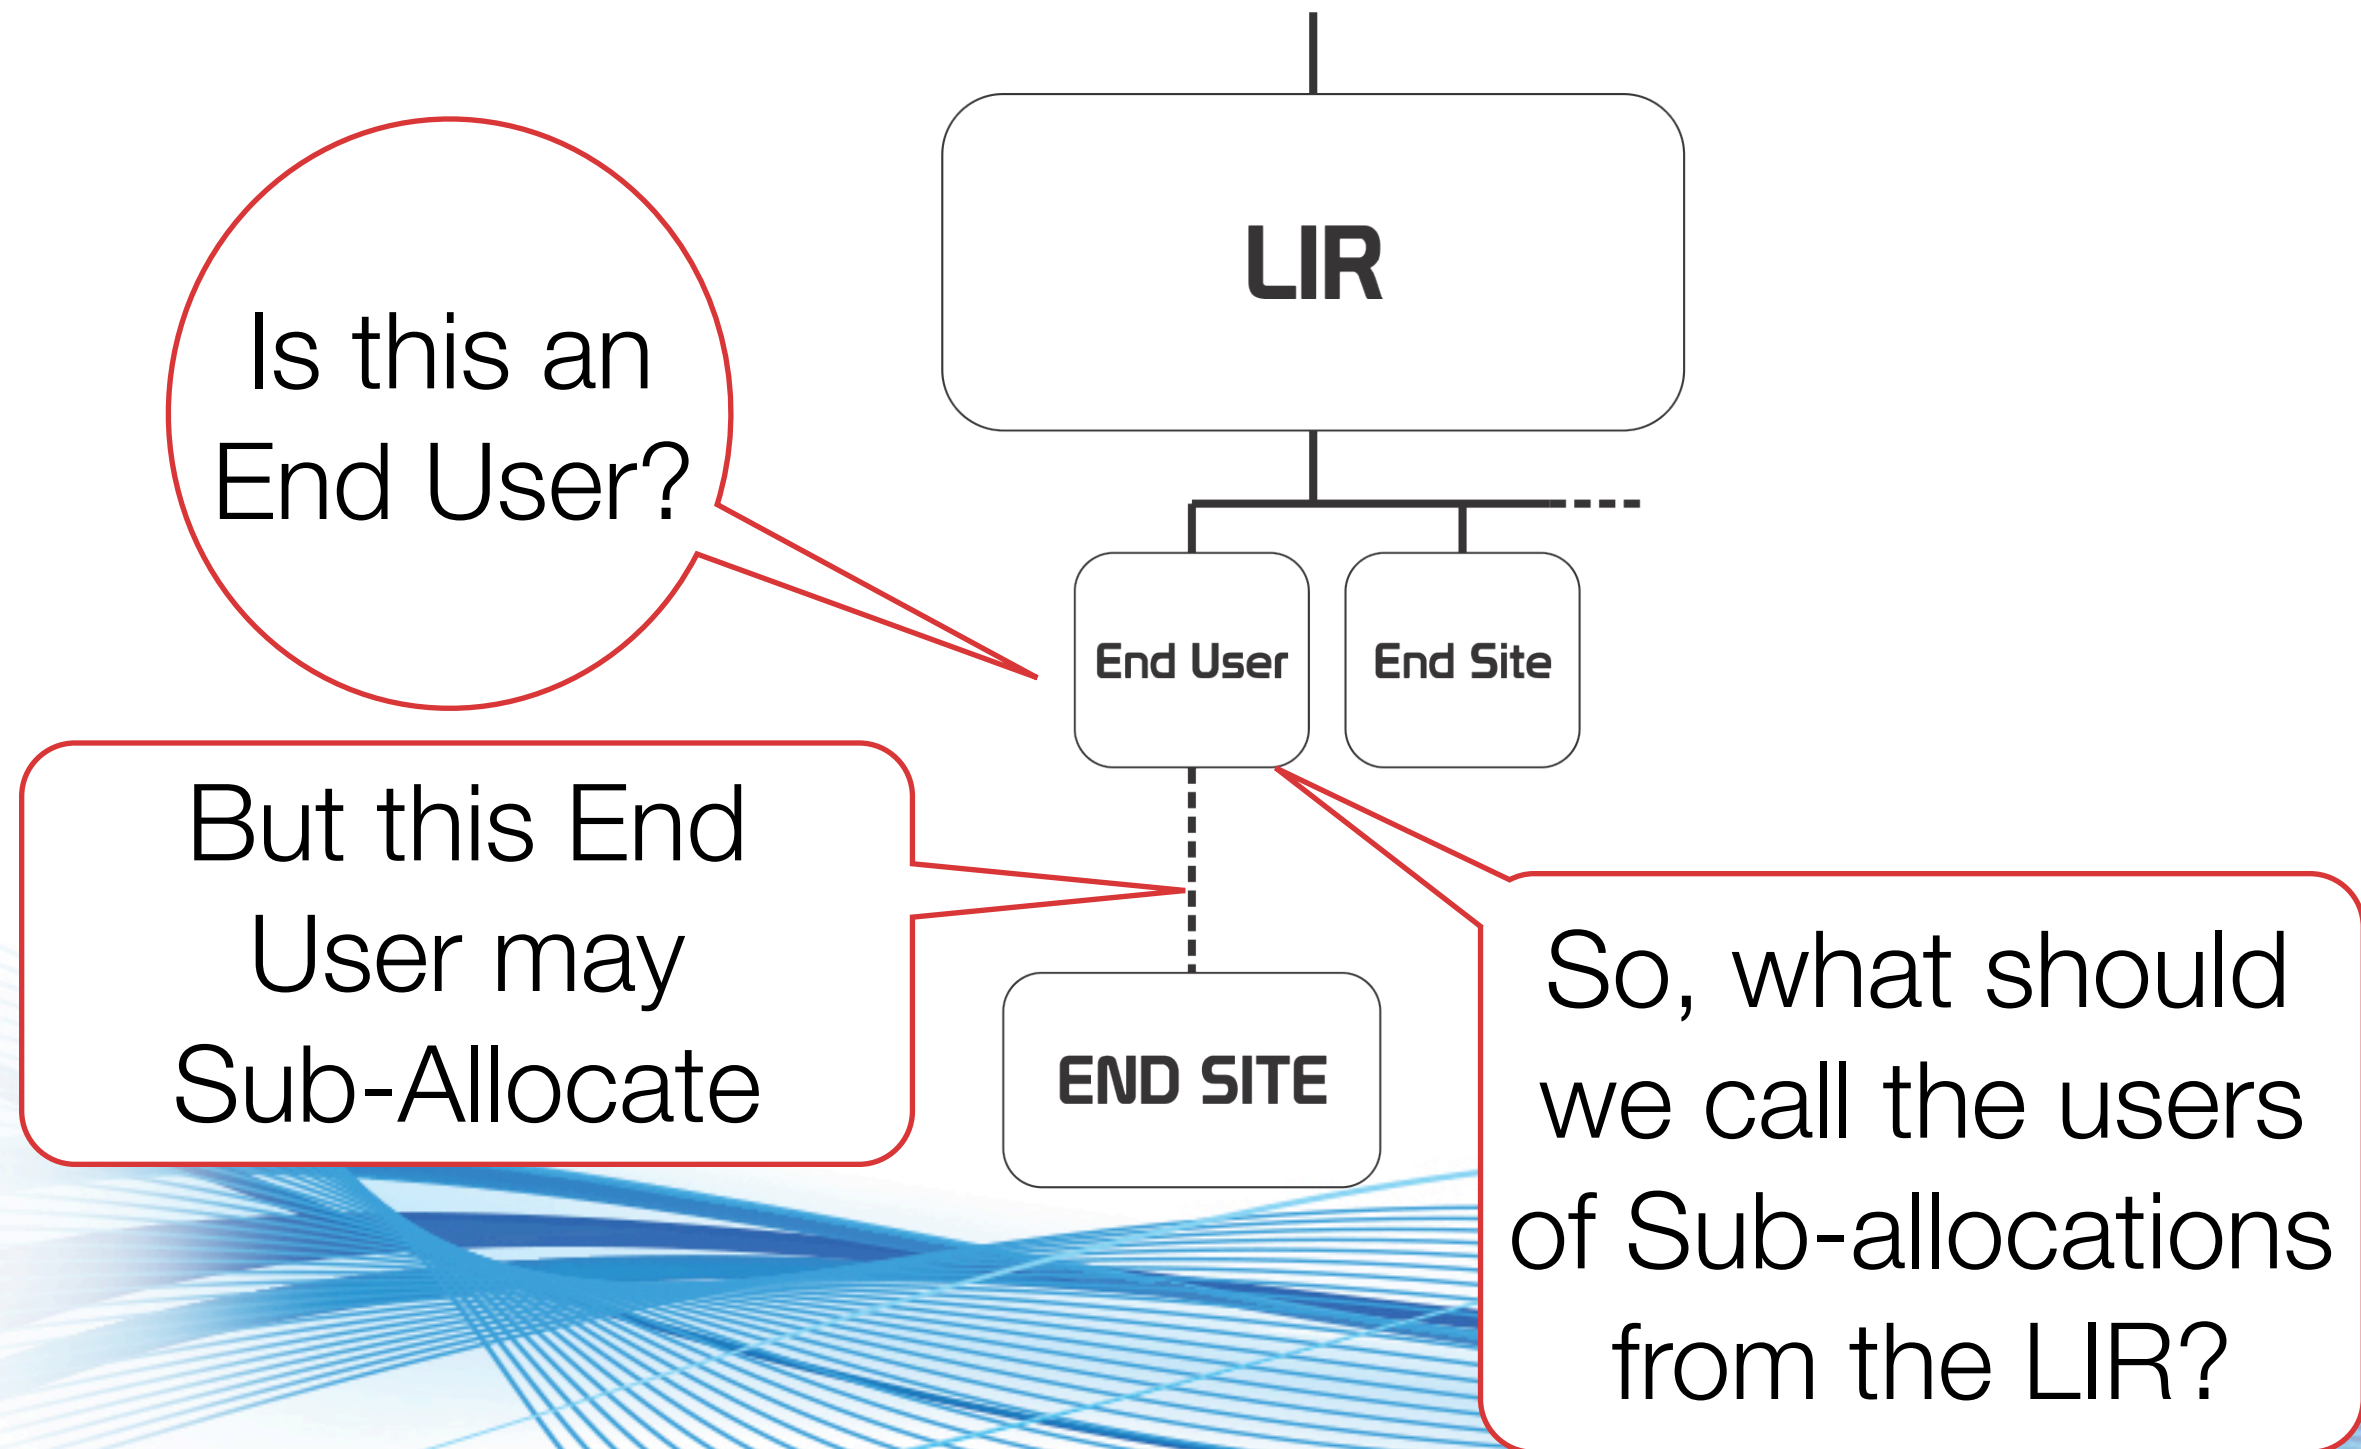 LIR
Is this an
End User?
End User
End Site
But this End
User may
Sub-Allocate
So, what should
we call the users
of Sub-allocations
from the LIR?
END SITE